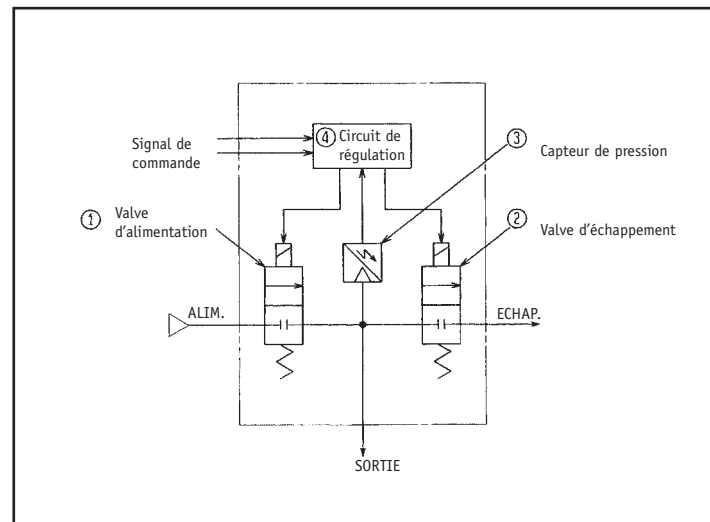 ④ Circuit de
régulation
Signal de
commande
③ Capteur de pression
① Valve
d'alimentation
② Valve d'échappement
ALIM.
ECHAP.
SORTIE